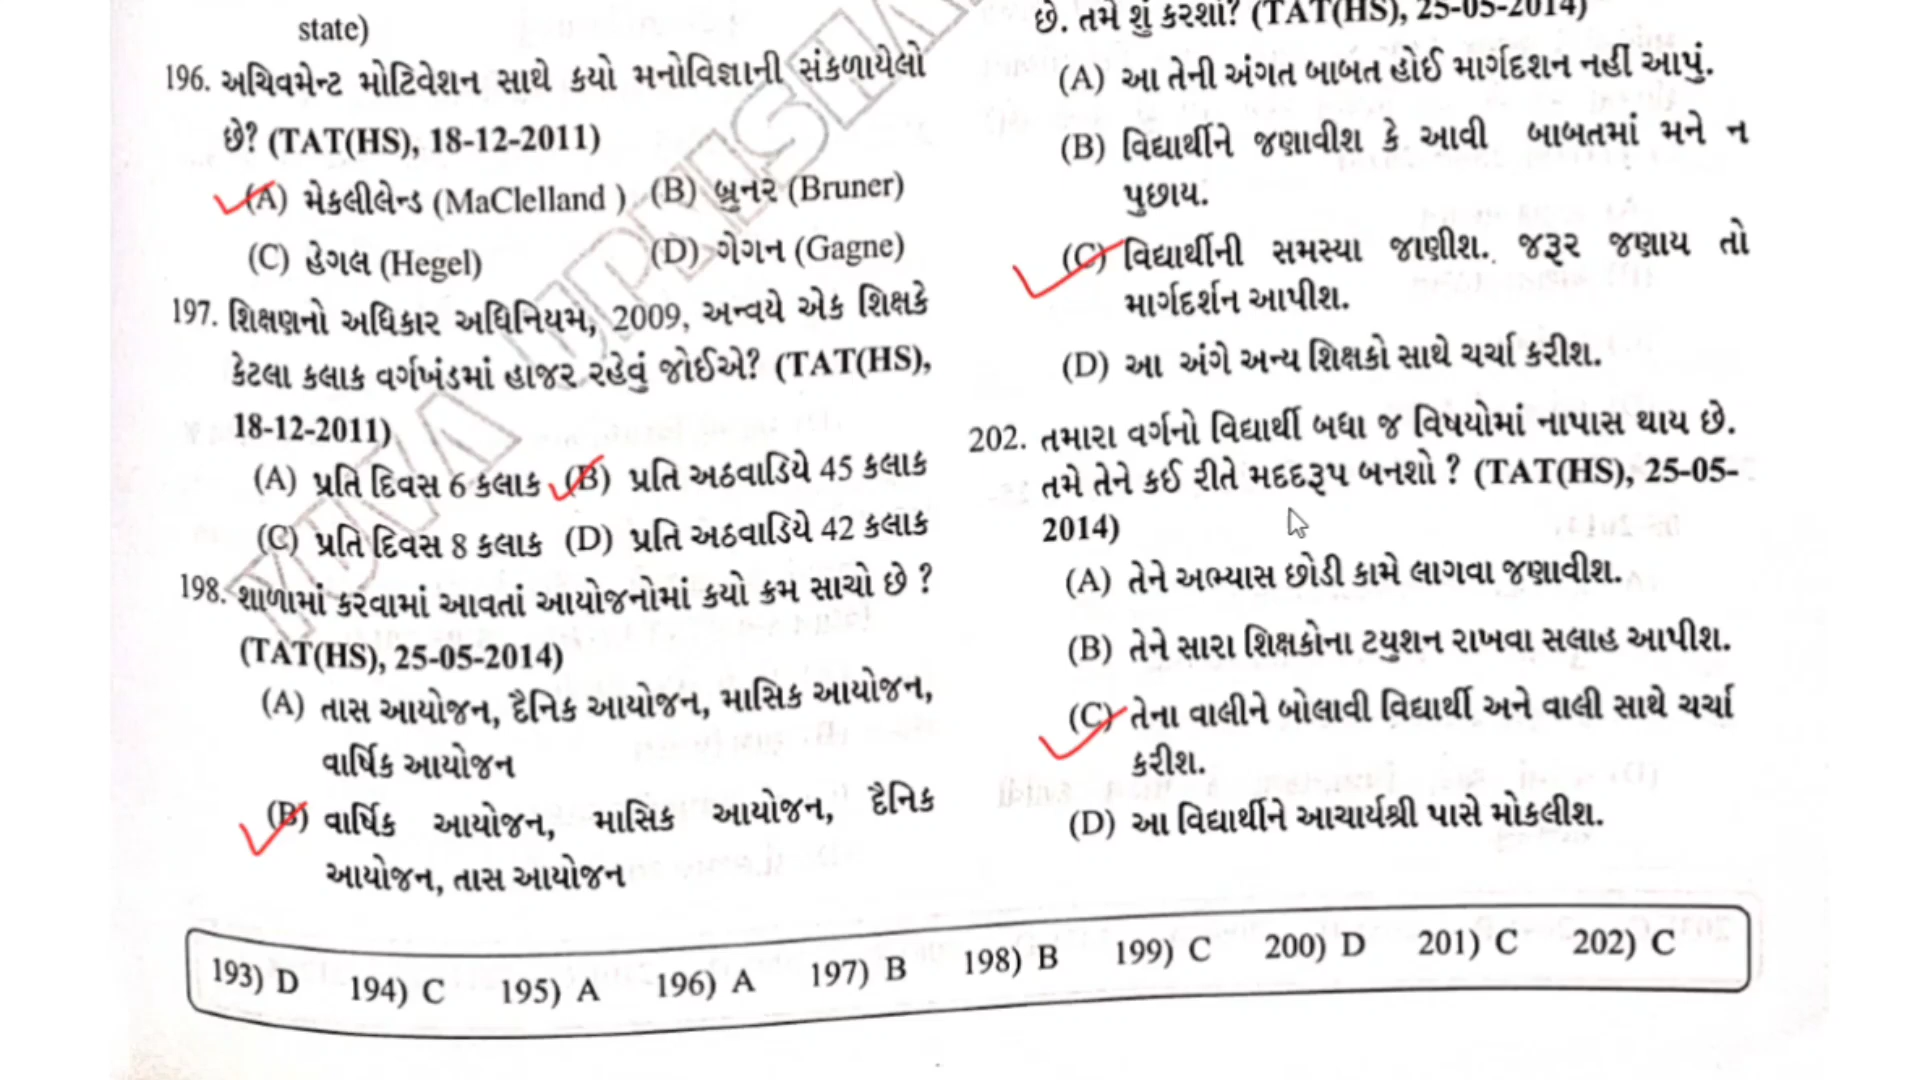 state)
196. અચિવમેન્ટ મોટિવેશન સાથે કયો મનોવિજ્ઞાની સંકળાયેલો
છે? (TAT(HS), 18-12-2011)
(A) મેકલીલેન્ડ (MaClelland ) (B) બ્રુનર (Bruner)
(C) હેગલ (Hegel) (D) ગેગન (Gagne)
197. શિક્ષણનો અધિકાર અધિનિયમ, 2009, અન્વયે એક શિક્ષકે
કેટલા કલાક વર્ગખંડમાં હાજર રહેવું જોઈએ? (TAT(HS),
18-12-2011)
(A) પ્રતિ દિવસ 6 કલાક (B) પ્રતિ અઠવાડિયે 45 કલાક
(C) પ્રતિ દિવસ 8 કલાક (D) પ્રતિ અઠવાડિયે 42 કલાક
198. શાળામાં કરવામાં આવતાં આયોજનોમાં કયો ક્રમ સાચો છે ?
(TAT(HS), 25-05-2014)
(A) તાસ આયોજન, દૈનિક આયોજન, માસિક આયોજન,
વાર્ષિક આયોજન
(B) વાર્ષિક આયોજન, માસિક આયોજન, દૈનિક
આયોજન, તાસ આયોજન
છે. તમે શું કરશો? (TAT(HS), 25-05-2014)
(A) આ તેની અંગત બાબત હોઈ માર્ગદશન નહીં આપું.
(B) વિદ્યાર્થીને જણાવીશ કે આવી બાબતમાં મને ન
પુછાય.
(C) વિદ્યાર્થીની સમસ્યા જાણીશ. જરૂર જણાય તો
માર્ગદર્શન આપીશ.
(D) આ અંગે અન્ય શિક્ષકો સાથે ચર્ચા કરીશ.
202. તમારા વર્ગનો વિદ્યાર્થી બધા જ વિષયોમાં નાપાસ થાય છે.
તમે તેને કઈ રીતે મદદરૂપ બનશો ? (TAT(HS), 25-05-
2014)
(A) તેને અભ્યાસ છોડી કામે લાગવા જણાવીશ.
(B) તેને સારા શિક્ષકોના ટયુશન રાખવા સલાહ આપીશ.
(C) તેના વાલીને બોલાવી વિદ્યાર્થી અને વાલી સાથે ચર્ચા
કરીશ.
(D) આ વિદ્યાર્થીને આચાર્યશ્રી પાસે મોકલીશ.
193) D 194) C 195) A 196) A 197) B 198) B 199) C 200) D 201) C 202) C